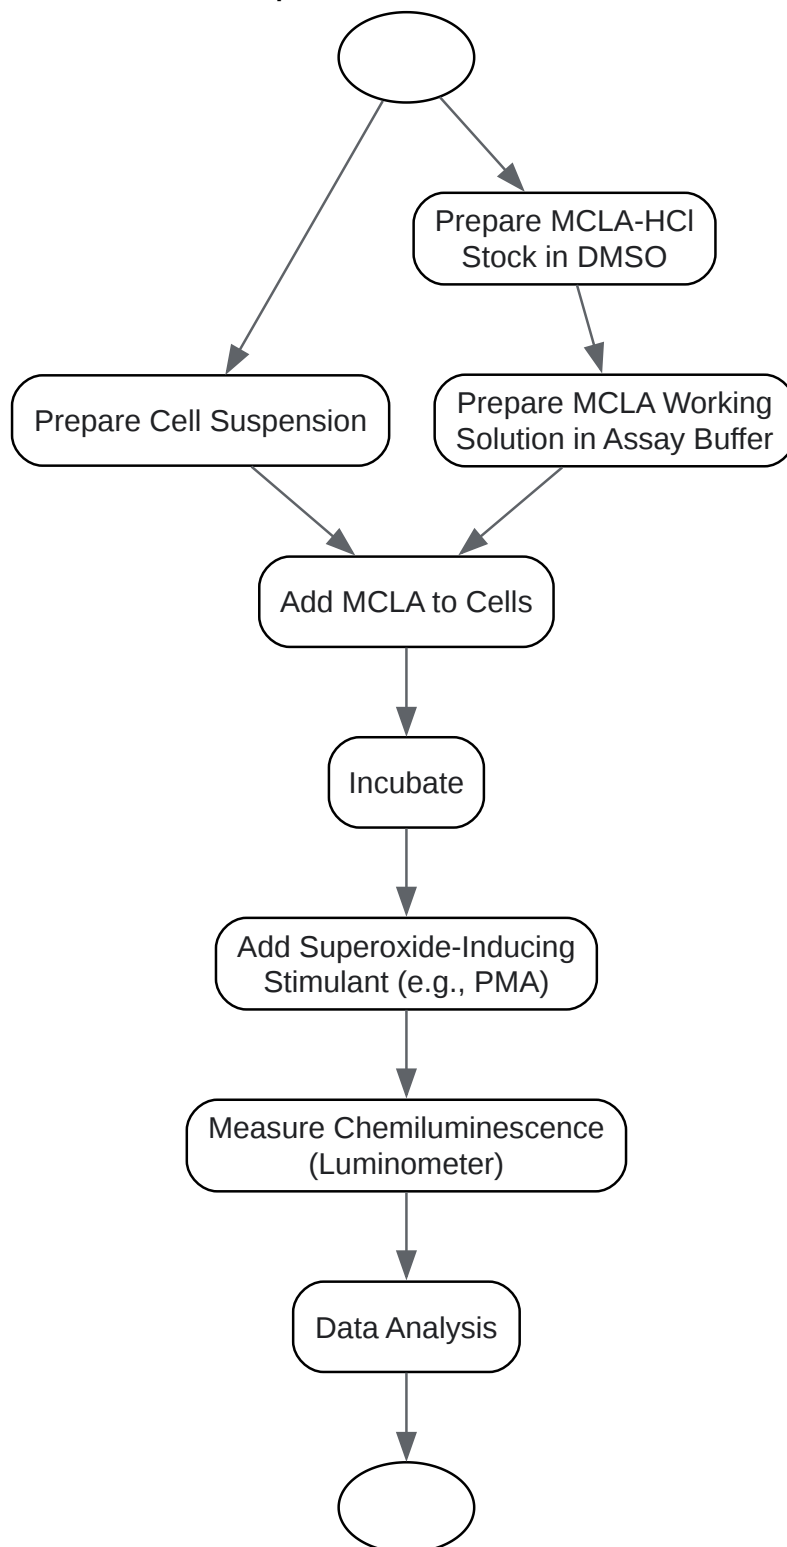 Prepare MCLA-HCl
Stock in DMSO
Prepare Cell Suspension
Prepare MCLA Working
Solution in Assay Buffer
Add MCLA to Cells
Incubate
Add Superoxide-Inducing
Stimulant (e.g., PMA)
Measure Chemiluminescence
(Luminometer)
Data Analysis